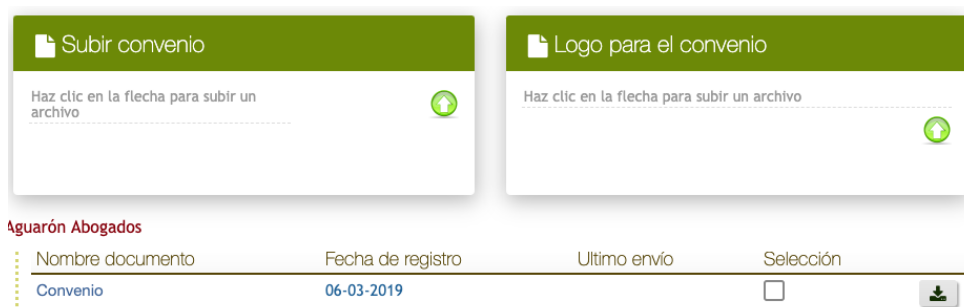 Subir convenio
Logo para el convenio
Haz clic en la flecha para subir un
archivo
Haz clic en la flecha para subir un archivo
Aguarón Abogados
Nombre documento Fecha de registro Ultimo envío Selección
Convenio 06-03-2019